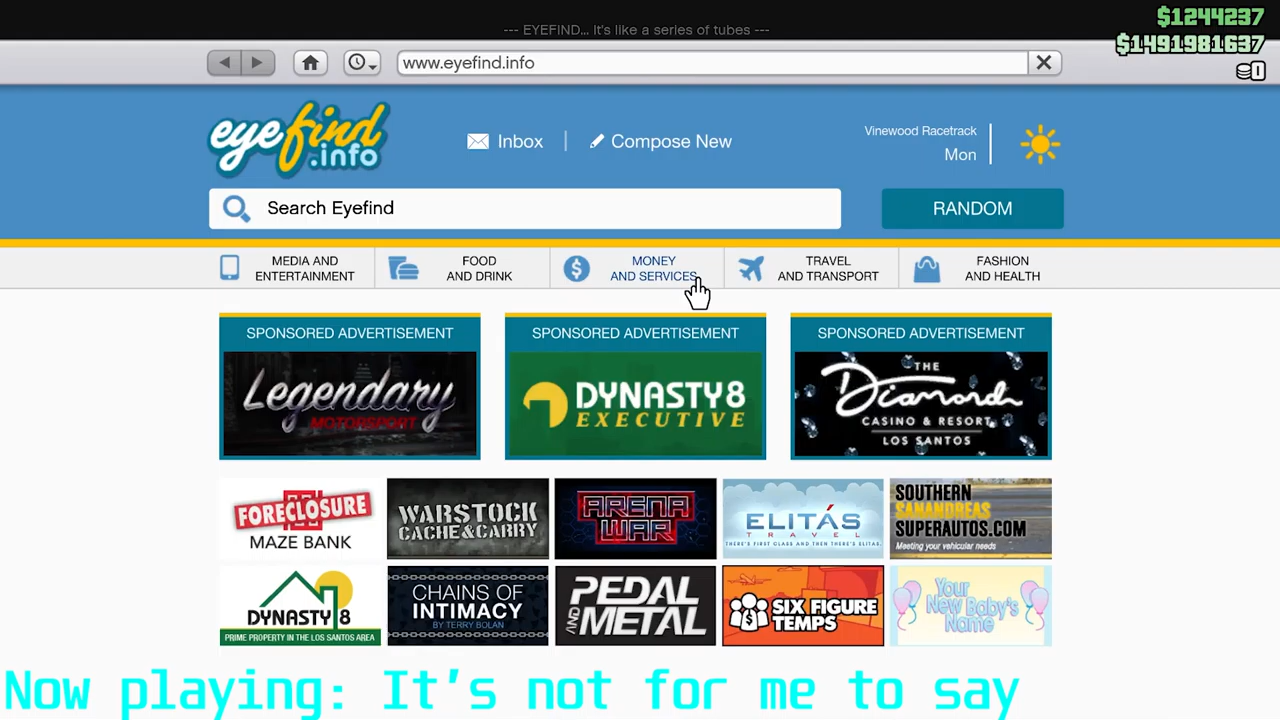 --- EYEFIND... It's like a series of tubes ---
$1244237
$1491981637
0
www.eyefind.info
eyefind
.info
Inbox
Compose New
Vinewood Racetrack
Mon
Search Eyefind
RANDOM
MEDIA AND
ENTERTAINMENT
FOOD
AND DRINK
MONEY
AND SERVICES
TRAVEL
AND TRANSPORT
FASHION
AND HEALTH
SPONSORED ADVERTISEMENT
Legendary
MOTORSPORT
SPONSORED ADVERTISEMENT
DYNASTY8
EXECUTIVE
SPONSORED ADVERTISEMENT
THE
Diamond
CASINO & RESORT
LOS SANTOS
FORECLOSURE
MAZE BANK
WARSTOCK
CACHE&CARRY
ARENA
WAR
ELITÁS
TRAVEL
THERE'S FIRST CLASS AND THEN THERE'S ELITAS
SOUTHERN
SANANDREAS
SUPERAUTOS.COM
Meeting your vehicular needs
DYNASTY 8
PRIME PROPERTY IN THE LOS SANTOS AREA
CHAINS OF
INTIMACY
BY TERRY BOLAN
PEDAL
AND METAL
SIX FIGURE
TEMPS
Your
New Baby's
Name
Now playing: It's not for me to say